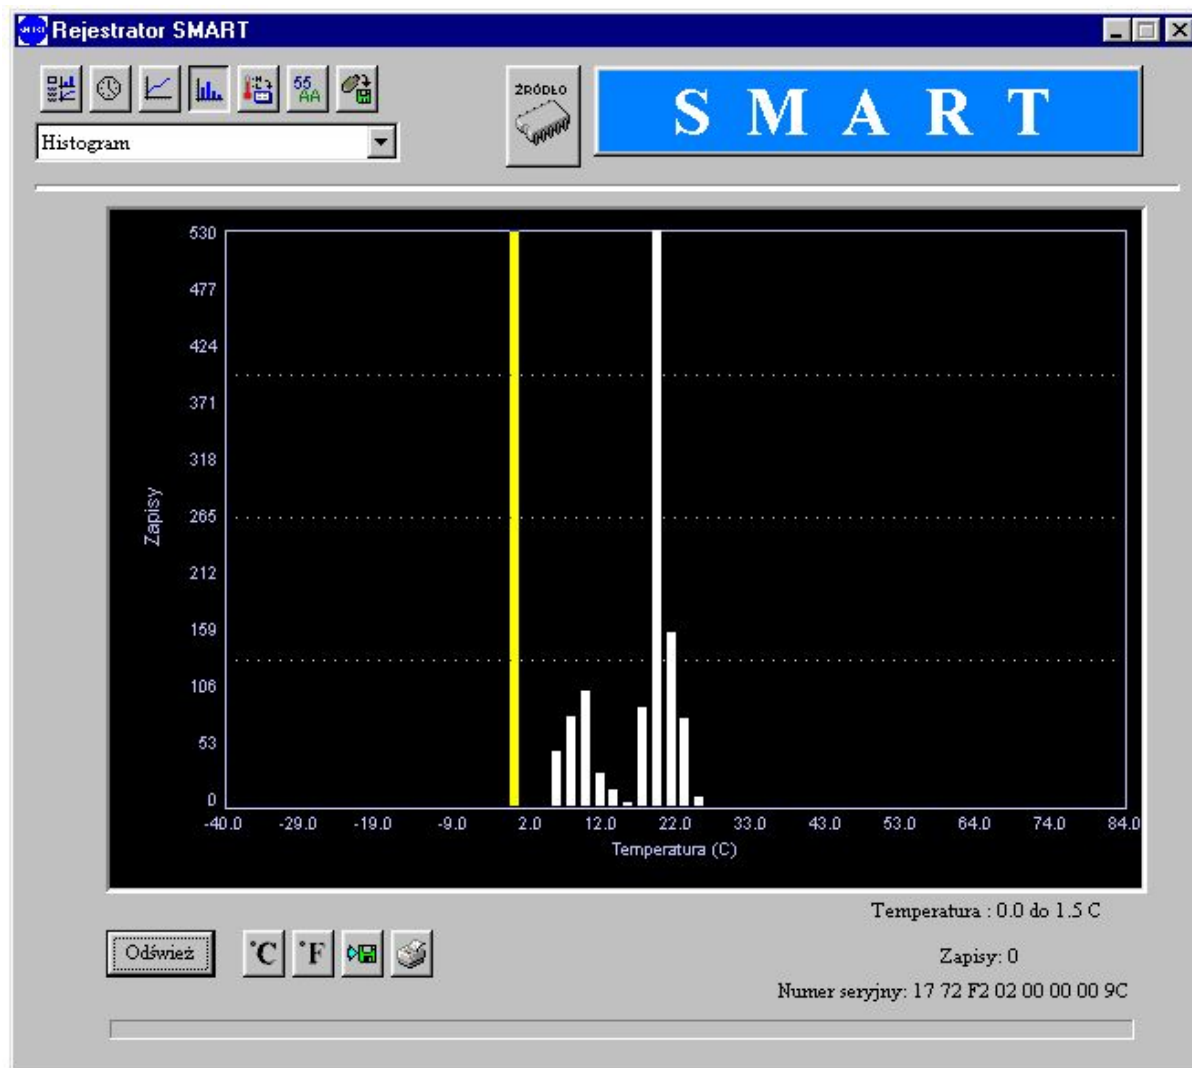 Rejestrator SMART
55
AA
ŹRÓDŁO
S M A R T
Histogram
530
477
424
371
318
265
212
159
106
53
0
Zapisy
-40.0 -29.0 -19.0 -9.0 2.0 12.0 22.0 33.0 43.0 53.0 64.0 74.0 84.0
Temperatura (C)
Temperatura : 0.0 do 1.5 C
Odśwież °C °F
Zapisy: 0
Numer seryjny: 17 72 F2 02 00 00 00 9C